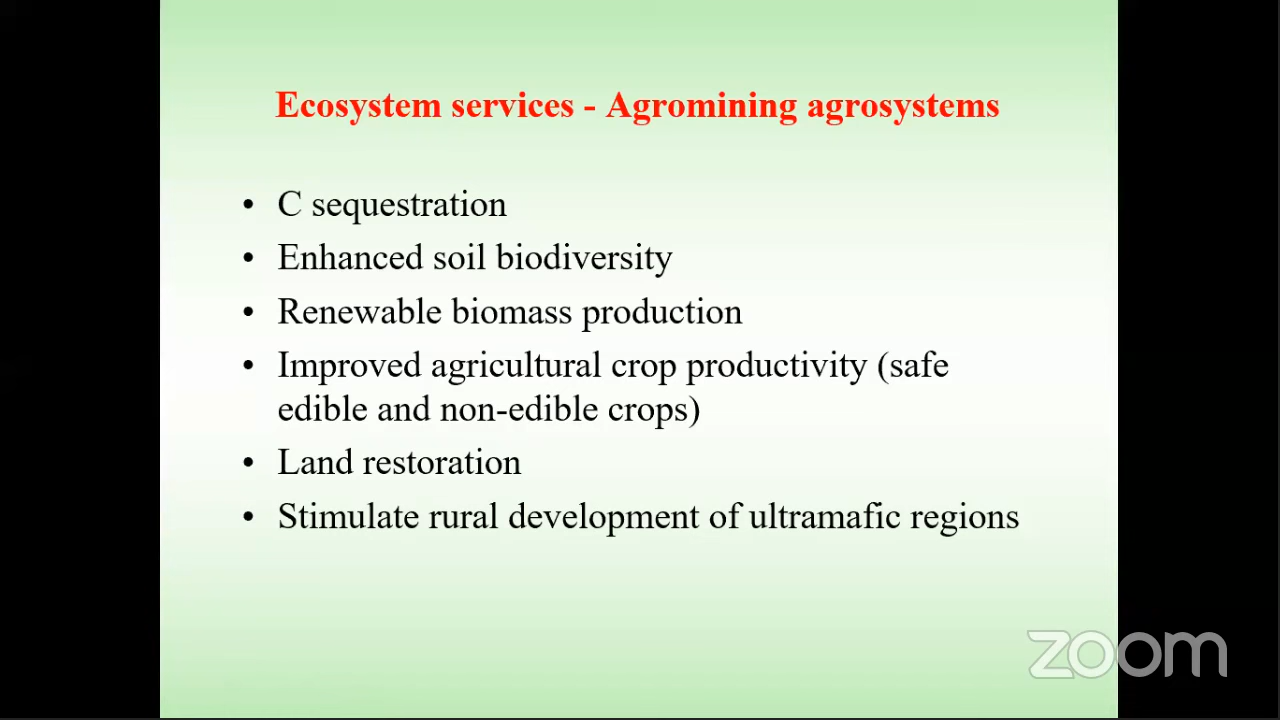 Ecosystem services - Agromining agrosystems
• C sequestration
• Enhanced soil biodiversity
• Renewable biomass production
• Improved agricultural crop productivity (safe
edible and non-edible crops)
• Land restoration
• Stimulate rural development of ultramafic regions
zoom